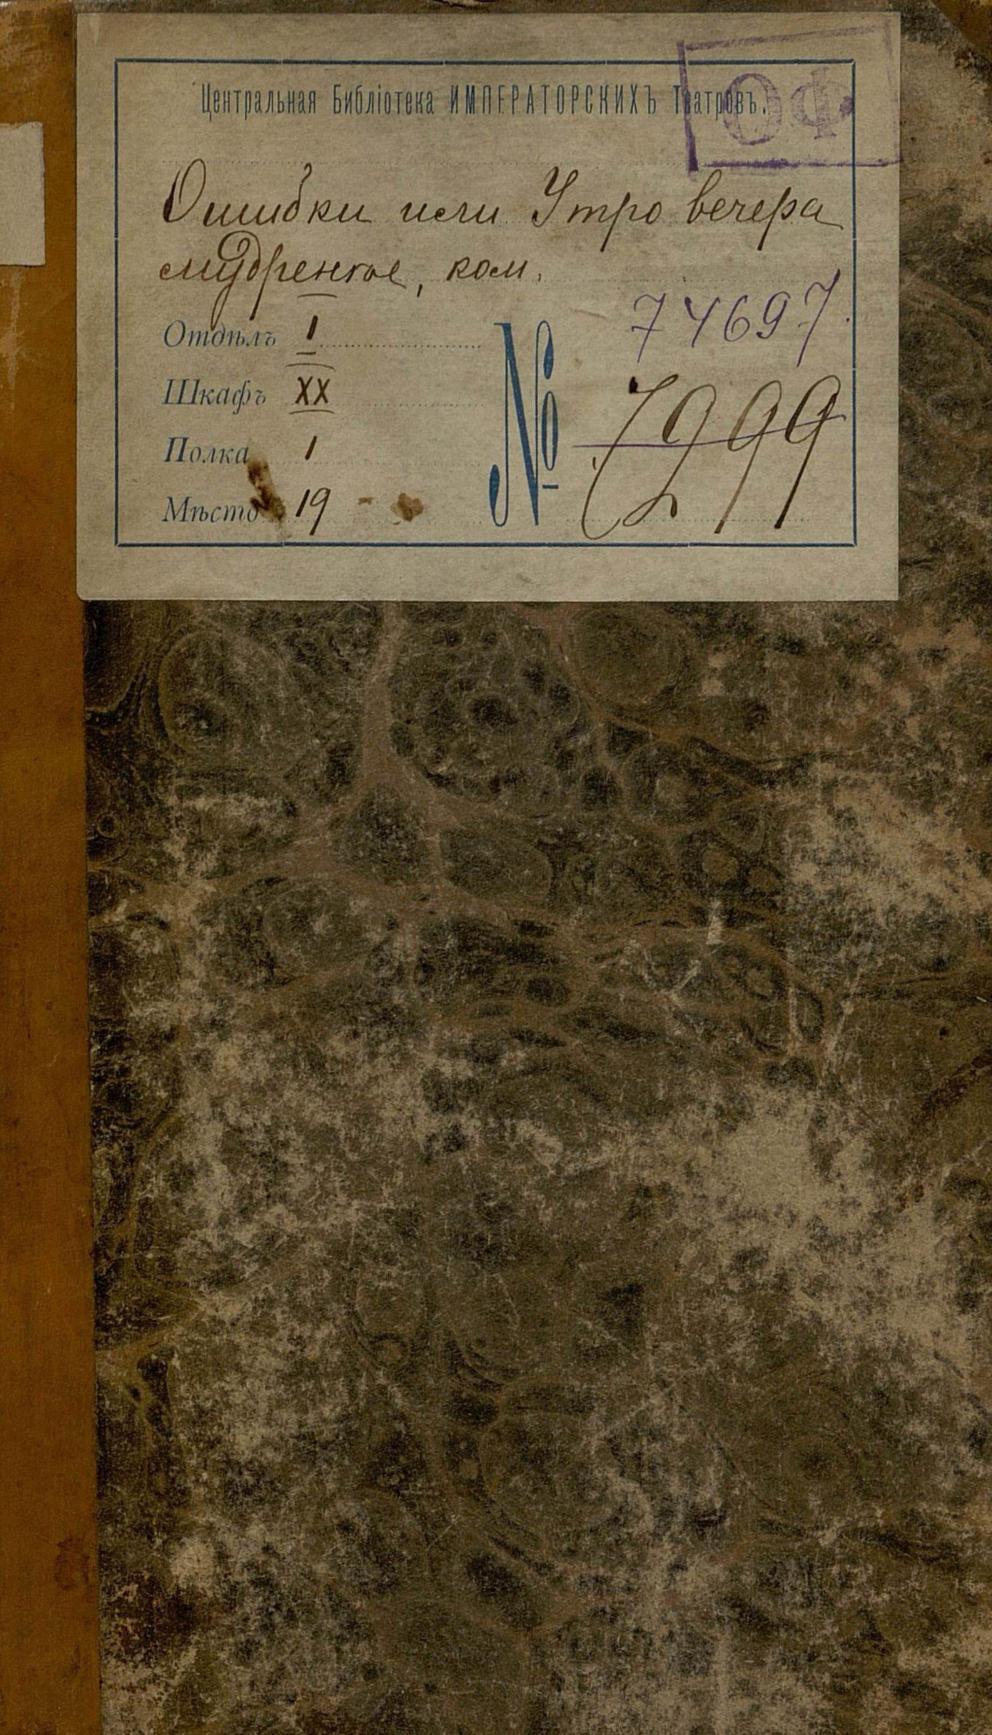 Центральная Библіотека ИМПЕРАТОРСКИХЪ Театровъ.
ОФ
Ошибки или Утро вечера
мудренѣе, ком.
74697
Отдѣлъ I
Шкафъ XX
№ 7999
Полка 1
Мѣсто 19